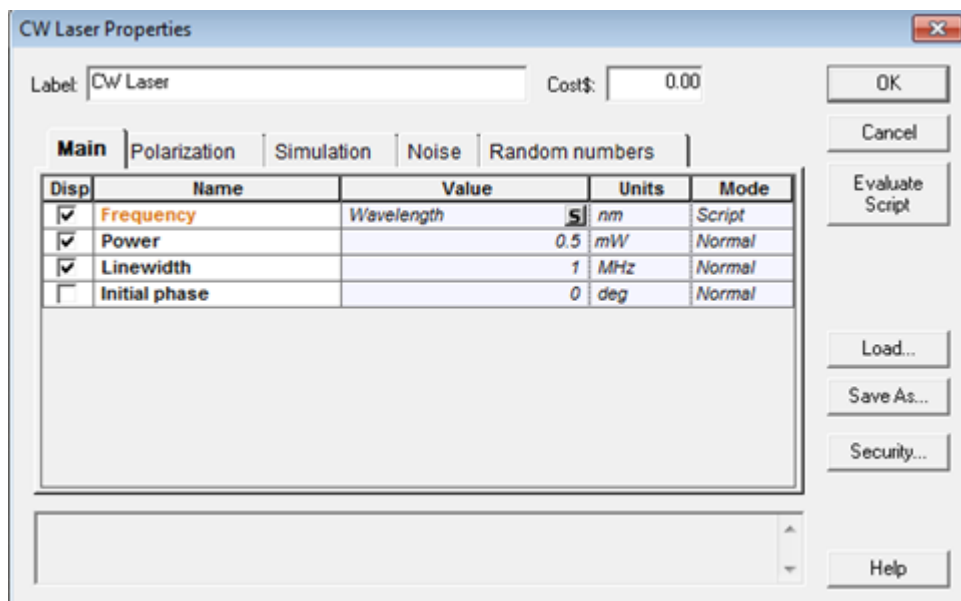 CW Laser Properties
Label: CW Laser Cost$: 0.00 OK
Cancel
Main Polarization Simulation Noise Random numbers
Disp Name Value Units Mode
Evaluate
Script
Frequency Wavelength S nm Script
Power 0.5 mW Normal
Linewidth 1 MHz Normal
Initial phase 0 deg Normal
Load...
Save As...
Security...
Help